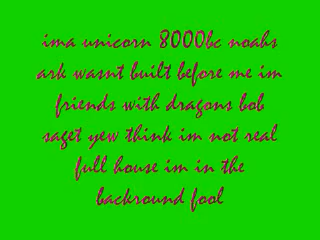 ima unicorn 8000bc noahs
ark wasnt built before me im
friends with dragons bob
saget yew think im not real
full house im in the
backround fool